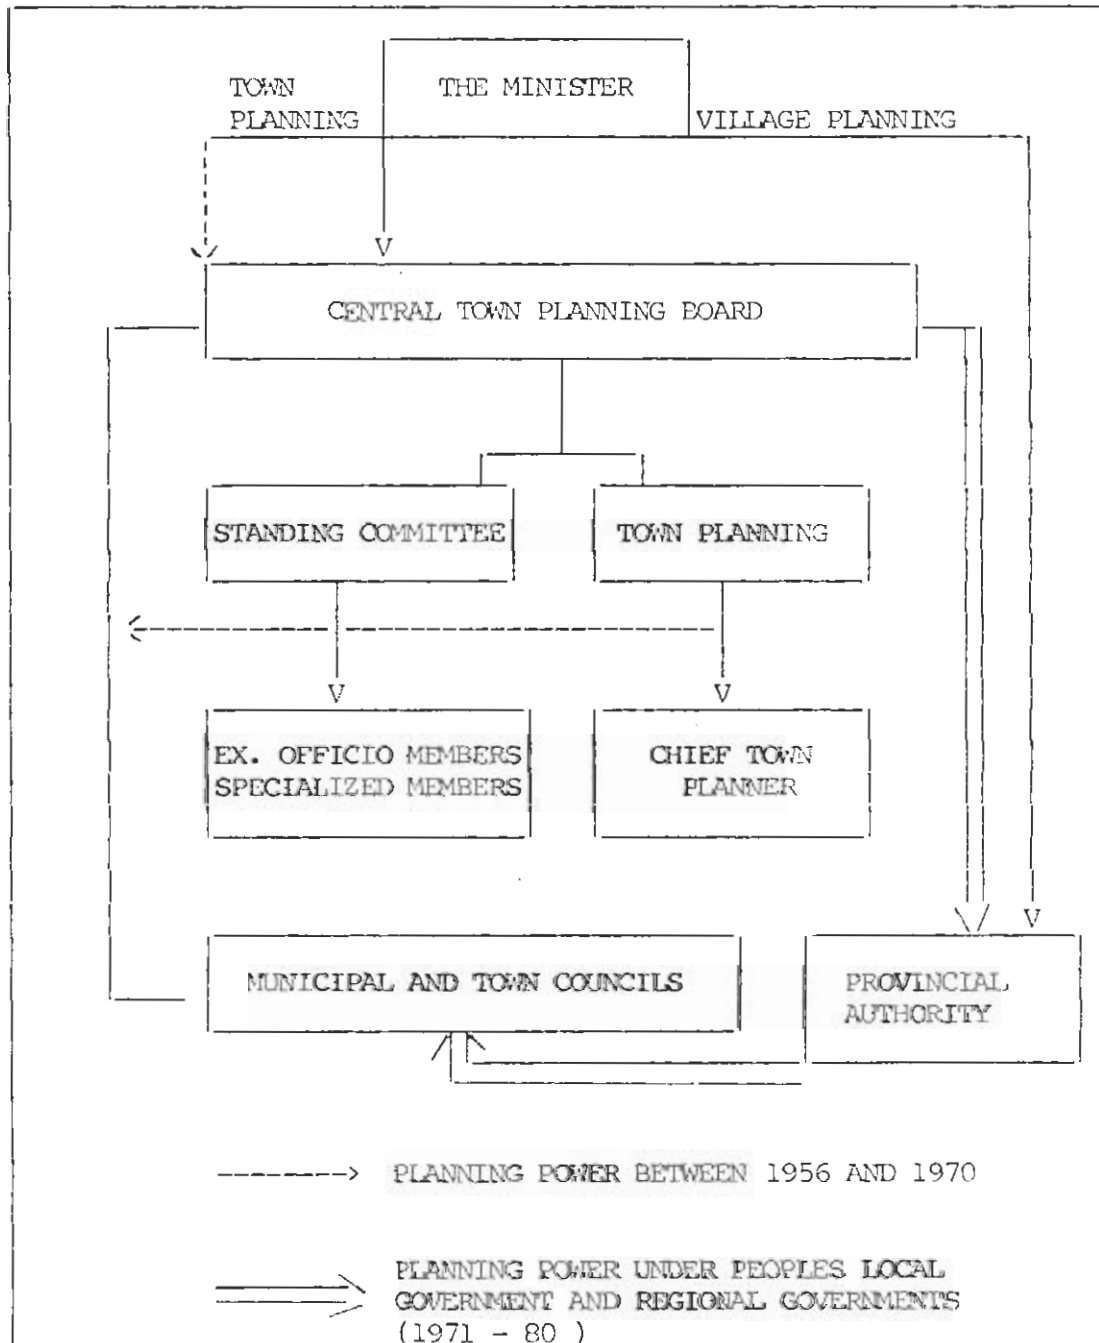 TOWN
PLANNING
THE MINISTER
VILLAGE PLANNING
CENTRAL TOWN PLANNING BOARD
STANDING COMMITTEE
TOWN PLANNING
EX. OFFICIO MEMBERS
SPECIALIZED MEMBERS
CHIEF TOWN
PLANNER
MUNICIPAL AND TOWN COUNCILS
PROVINCIAL
AUTHORITY
PLANNING POWER BETWEEN 1956 AND 1970
PLANNING POWER UNDER PEOPLES LOCAL
GOVERNMENT AND REGIONAL GOVERNMENTS
(1971 - 80 )